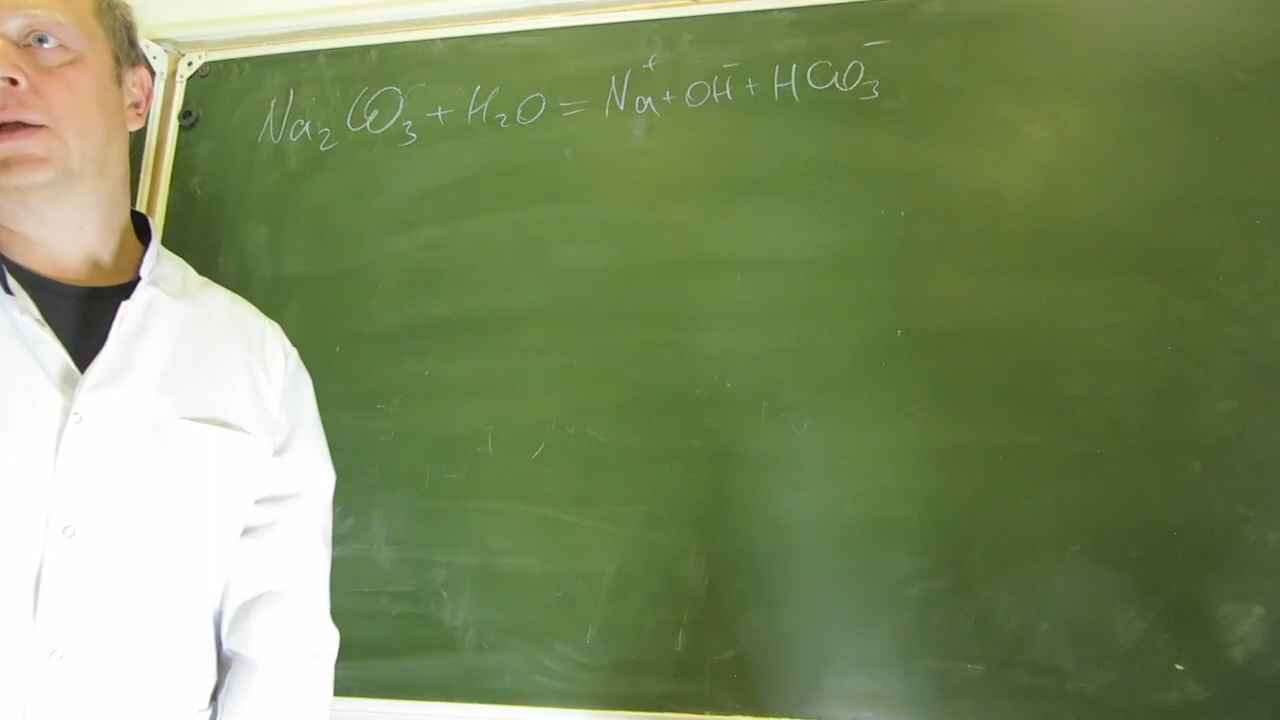 Na₂CO₃ + H₂O = Na⁺ + OH⁻ + HCO₃⁻